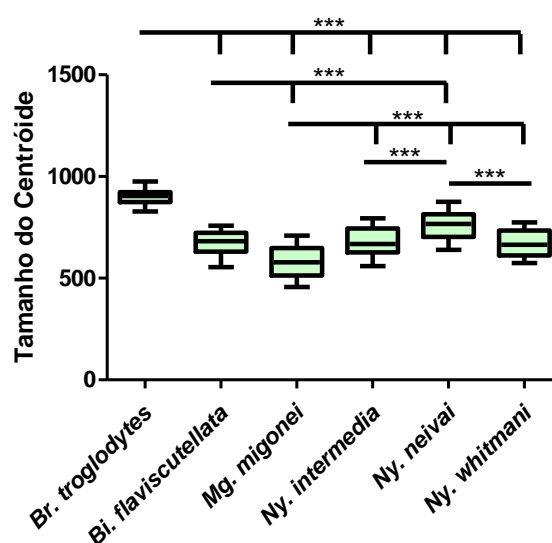 ***
***
***
***
***
1500
1000
500
0
Tamanho do Centróide
Br. troglodytes
Bi. flaviscutellata
Mg. migonei
Ny. intermedia
Ny. neivai
Ny. whitmani